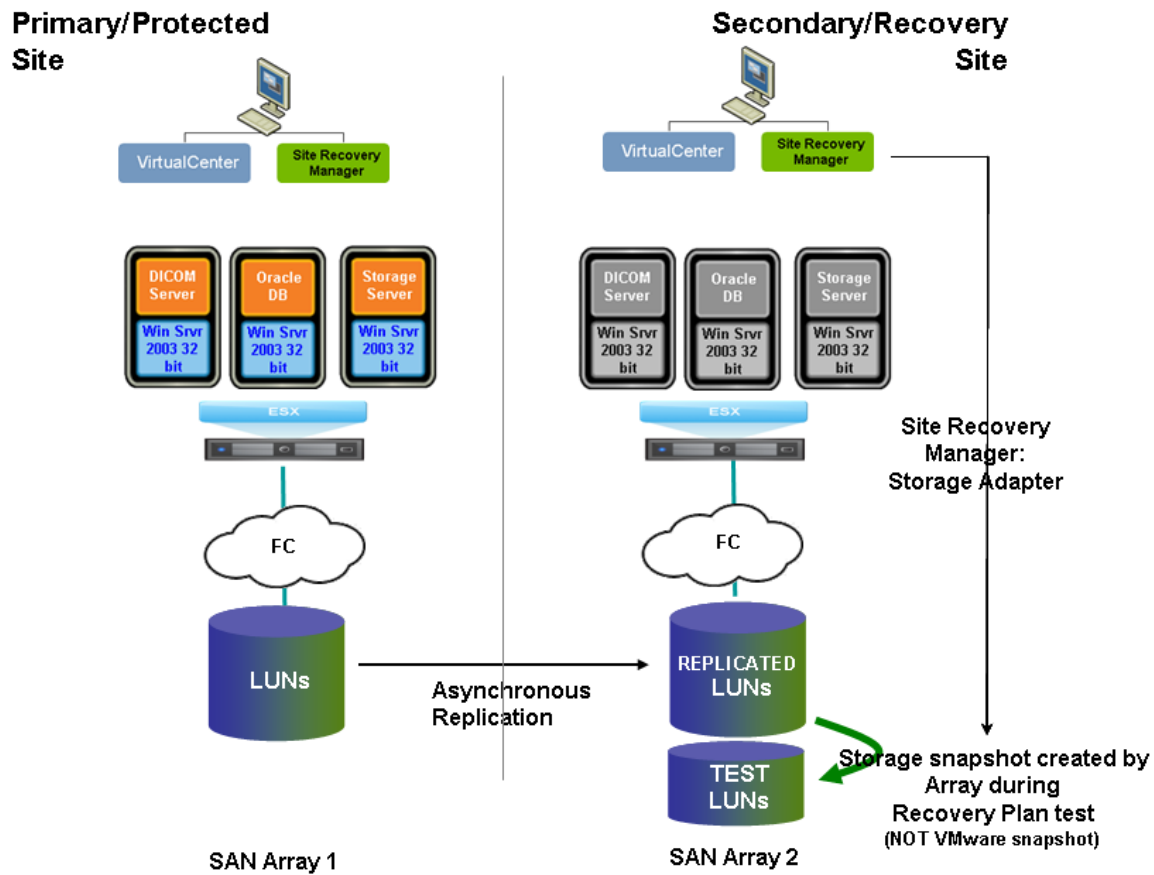 Primary/Protected
Site
Secondary/Recovery
Site
VirtualCenter
Site Recovery
Manager
VirtualCenter
Site Recovery
Manager
DICOM
Server
Win Srvr
2003 32
bit
Oracle
DB
Win Srvr
2003 32
bit
Storage
Server
Win Srvr
2003 32
bit
DICOM
Server
Win Srvr
2003 32
bit
Oracle
DB
Win Srvr
2003 32
bit
Storage
Server
Win Srvr
2003 32
bit
ESX
ESX
Site Recovery
Manager:
Storage Adapter
FC
FC
LUNs
Asynchronous
Replication
REPLICATED
LUNs
TEST
LUNs
Storage snapshot created by
Array during
Recovery Plan test
(NOT VMware snapshot)
SAN Array 1
SAN Array 2